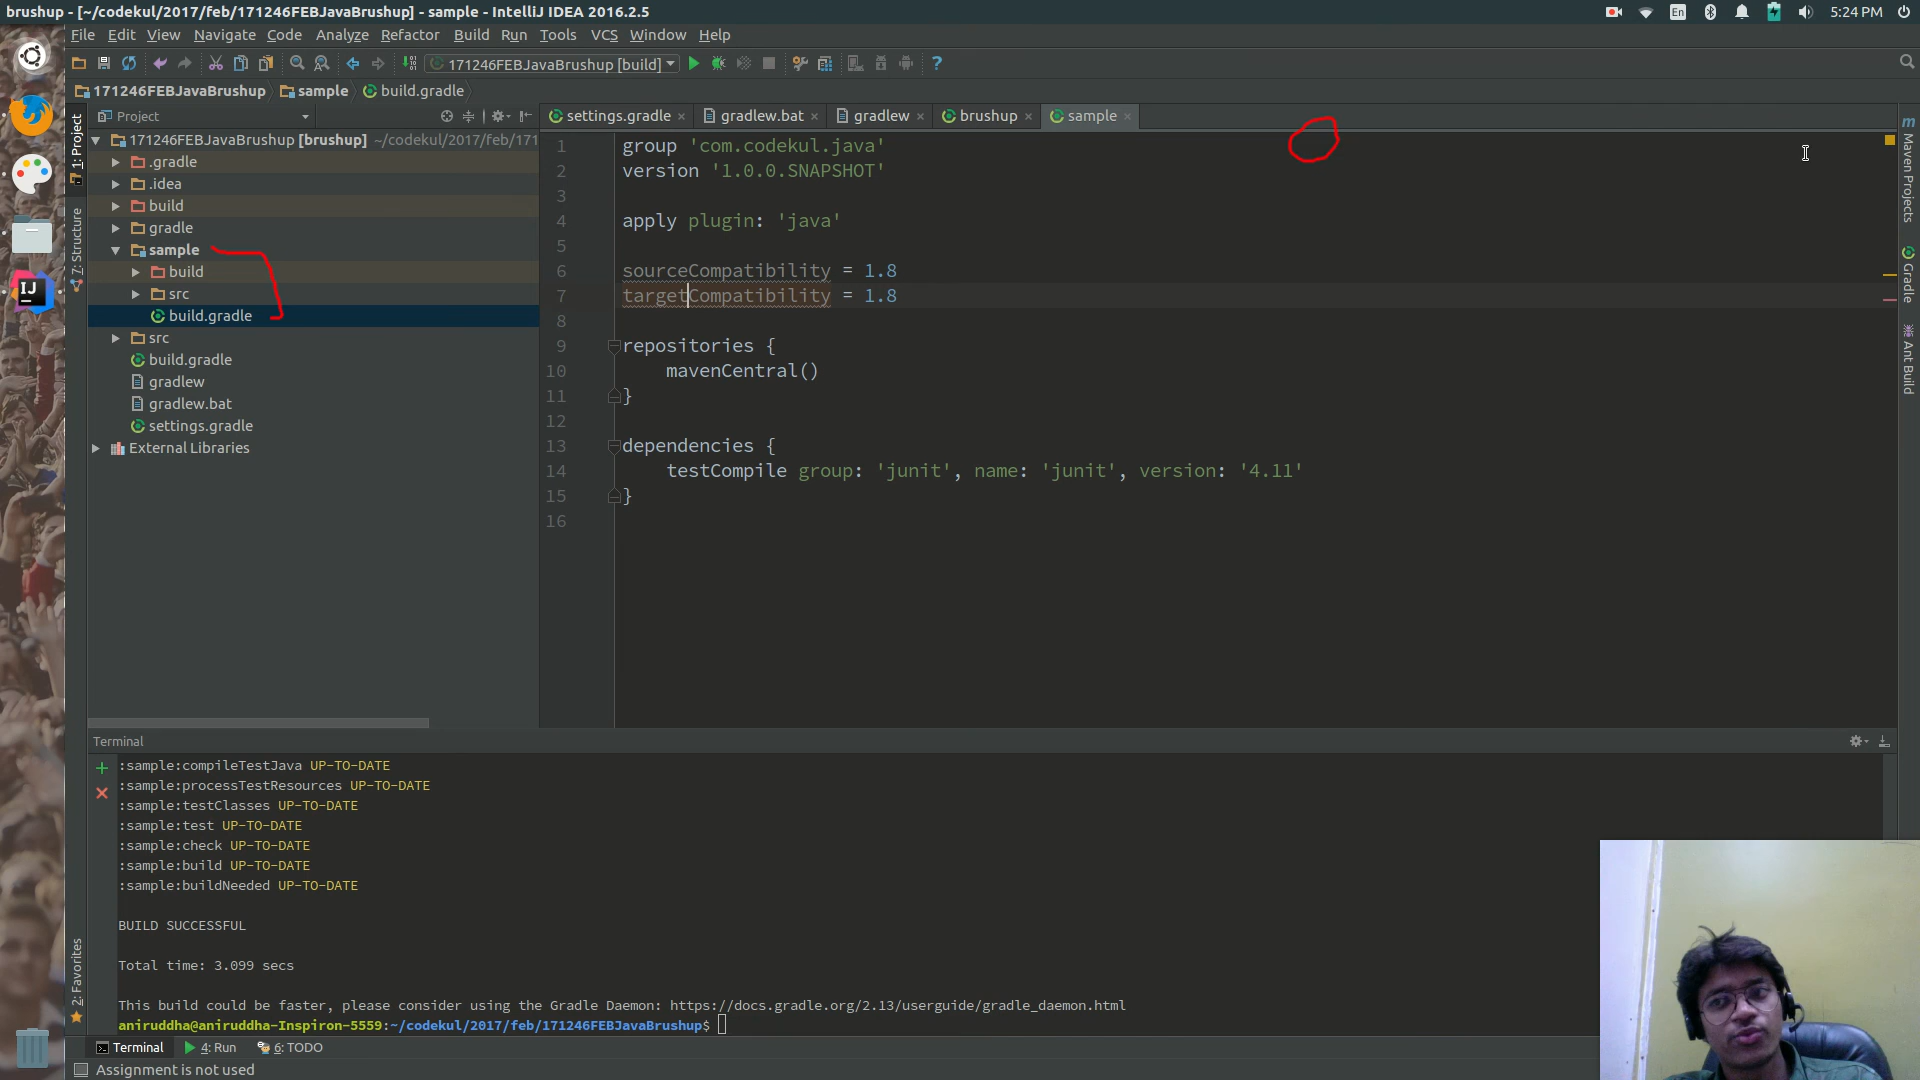 brushup - [~/codekul/2017/feb/171246FEBJavaBrushup] - sample - IntelliJ IDEA 2016.2.5
En
5:24 PM
File Edit View Navigate Code Analyze Refactor Build Run Tools VCS Window Help
171246FEBJavaBrushup [build]
171246FEBJavaBrushup sample build.gradle
Project
settings.gradle gradlew.bat gradlew brushup sample
1: Project
7: Structure
2: Favorites
171246FEBJavaBrushup [brushup] ~/codekul/2017/feb/171
.gradle
.idea
build
gradle
sample
build
src
build.gradle
src
build.gradle
gradlew
gradlew.bat
settings.gradle
External Libraries
1 group 'com.codekul.java'
2 version '1.0.0.SNAPSHOT'
3
4 apply plugin: 'java'
5
6 sourceCompatibility = 1.8
7 targetCompatibility = 1.8
8
9 repositories {
10 mavenCentral()
11 }
12
13 dependencies {
14 testCompile group: 'junit', name: 'junit', version: '4.11'
15 }
16
m
Maven Projects
Gradle
Ant Build
Terminal
:sample:compileTestJava UP-TO-DATE
:sample:processTestResources UP-TO-DATE
:sample:testClasses UP-TO-DATE
:sample:test UP-TO-DATE
:sample:check UP-TO-DATE
:sample:build UP-TO-DATE
:sample:buildNeeded UP-TO-DATE
BUILD SUCCESSFUL
Total time: 3.099 secs
This build could be faster, please consider using the Gradle Daemon: https://docs.gradle.org/2.13/userguide/gradle_daemon.html
aniruddha@aniruddha-Inspiron-5559:~/codekul/2017/feb/171246FEBJavaBrushup$
Terminal 4: Run 6: TODO
Assignment is not used
IJ